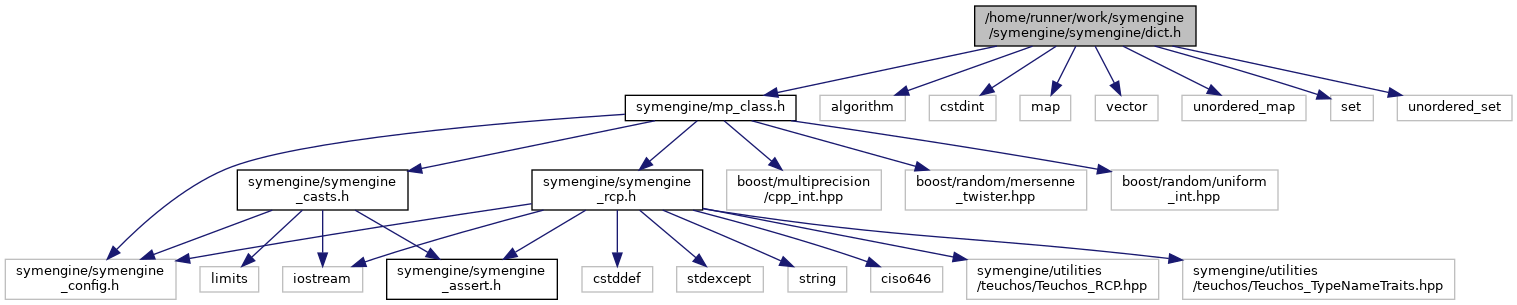 /home/runner/work/symengine
/symengine/symengine/dict.h
symengine/mp_class.h
algorithm
cstdint
map
vector
unordered_map
set
unordered_set
symengine/symengine
_casts.h
symengine/symengine
_rcp.h
boost/multiprecision
/cpp_int.hpp
boost/random/mersenne
_twister.hpp
boost/random/uniform
_int.hpp
symengine/symengine
_config.h
limits
iostream
symengine/symengine
_assert.h
cstddef
stdexcept
string
ciso646
symengine/utilities
/teuchos/Teuchos_RCP.hpp
symengine/utilities
/teuchos/Teuchos_TypeNameTraits.hpp